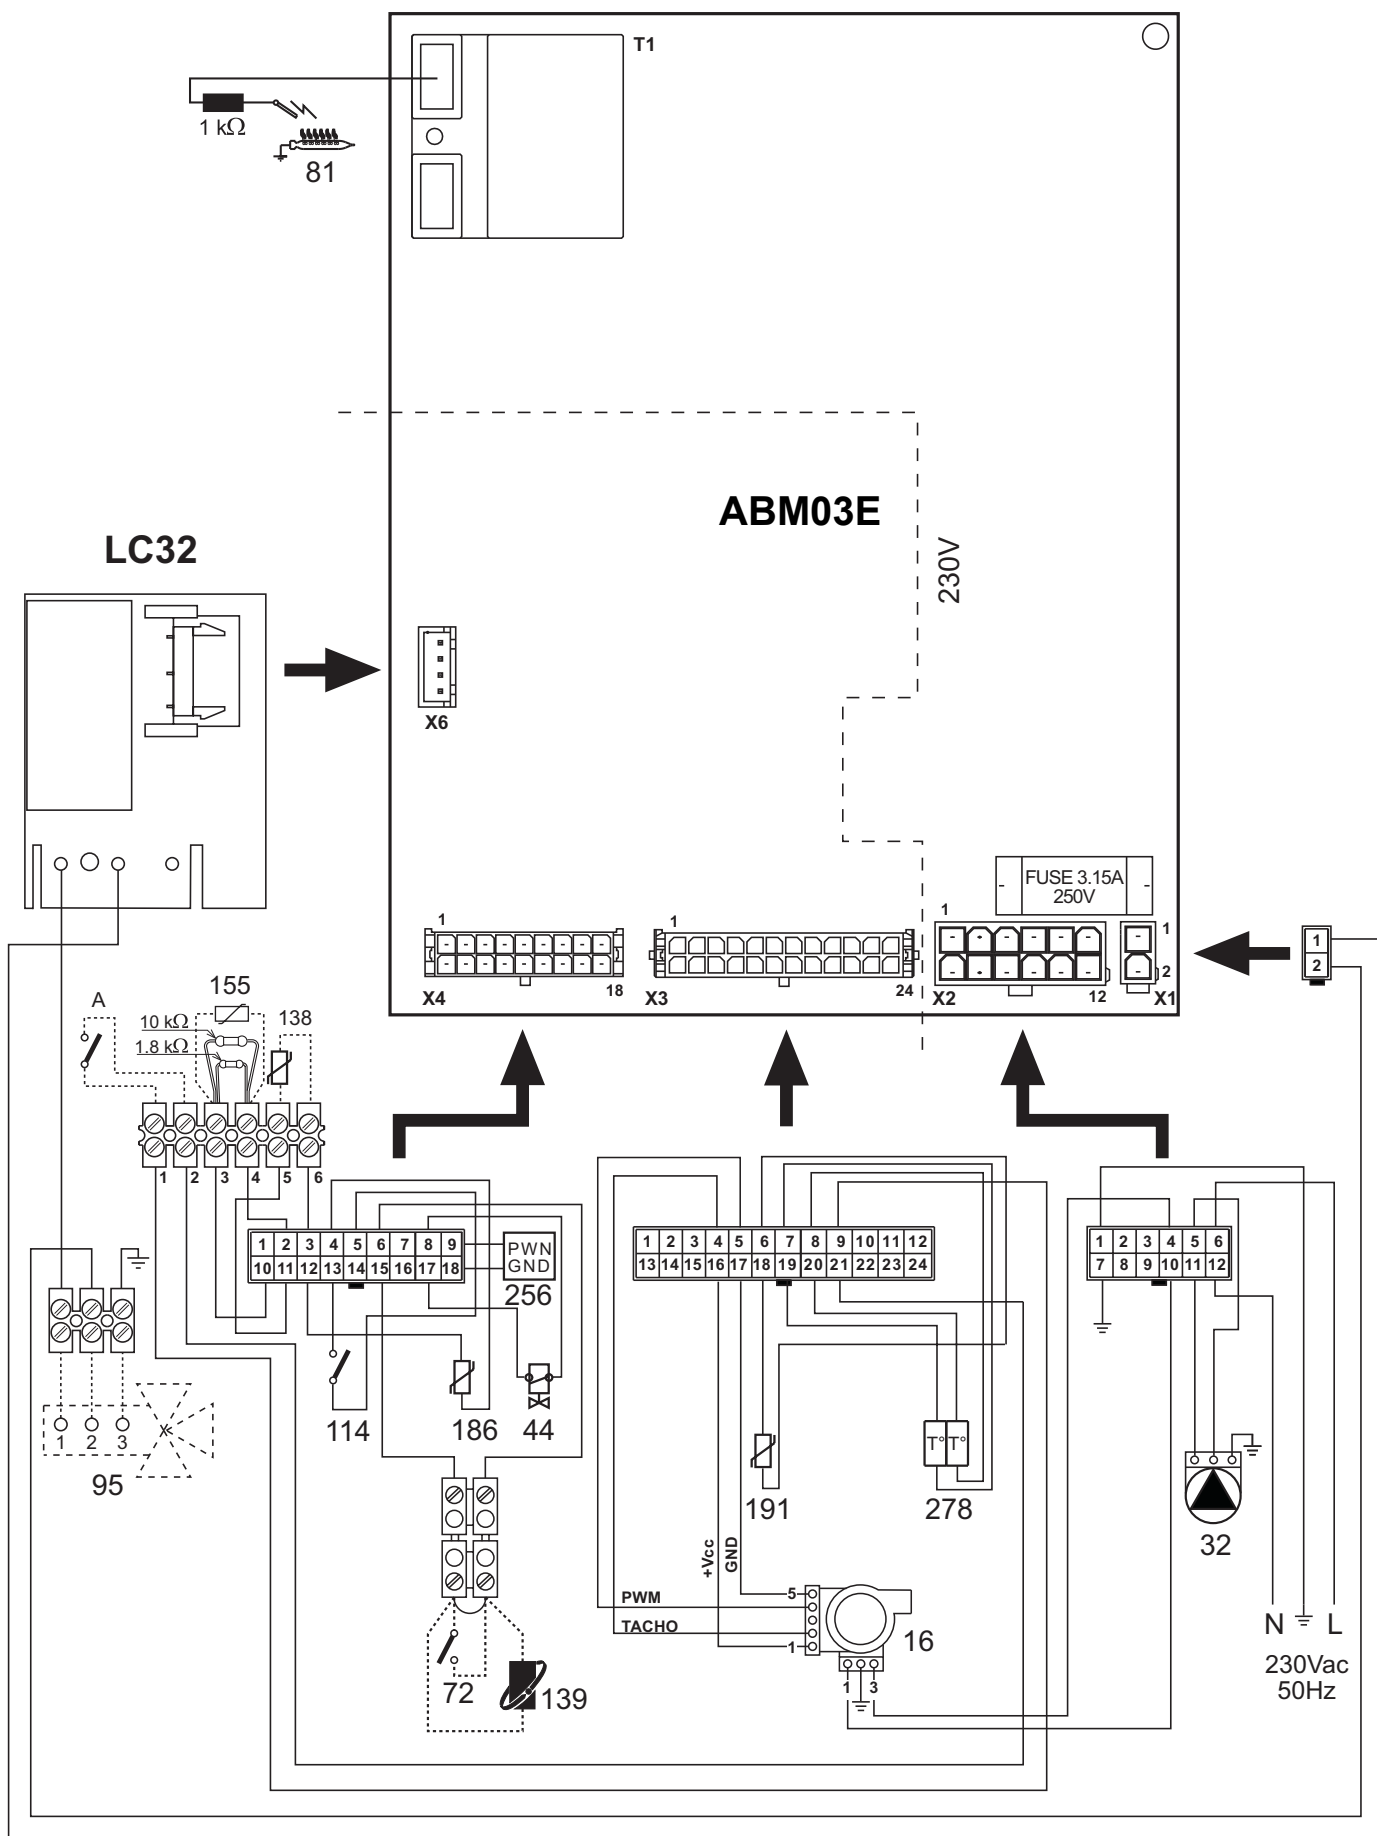 T1
1 kΩ
81
ABM03E
230V
LC32
X6
FUSE 3.15A
250V
1
1
1
1
2
X4
18
X3
24
X2
12
X1
1
2
A
155
138
10 kΩ
1.8 kΩ
1 2 3 4 5 6
1 2 3 4 5 6 7 8 9
10 11 12 13 14 15 16 17 18
PWN
GND
256
1 2 3 4 5 6 7 8 9 10 11 12
13 14 15 16 17 18 19 20 21 22 23 24
1 2 3 4 5 6
7 8 9 10 11 12
114
186
44
1 2 3
95
191
T° T°
278
32
+Vcc
GND
PWM
TACHO
5
1
16
1 3
N L
230Vac
50Hz
72
139